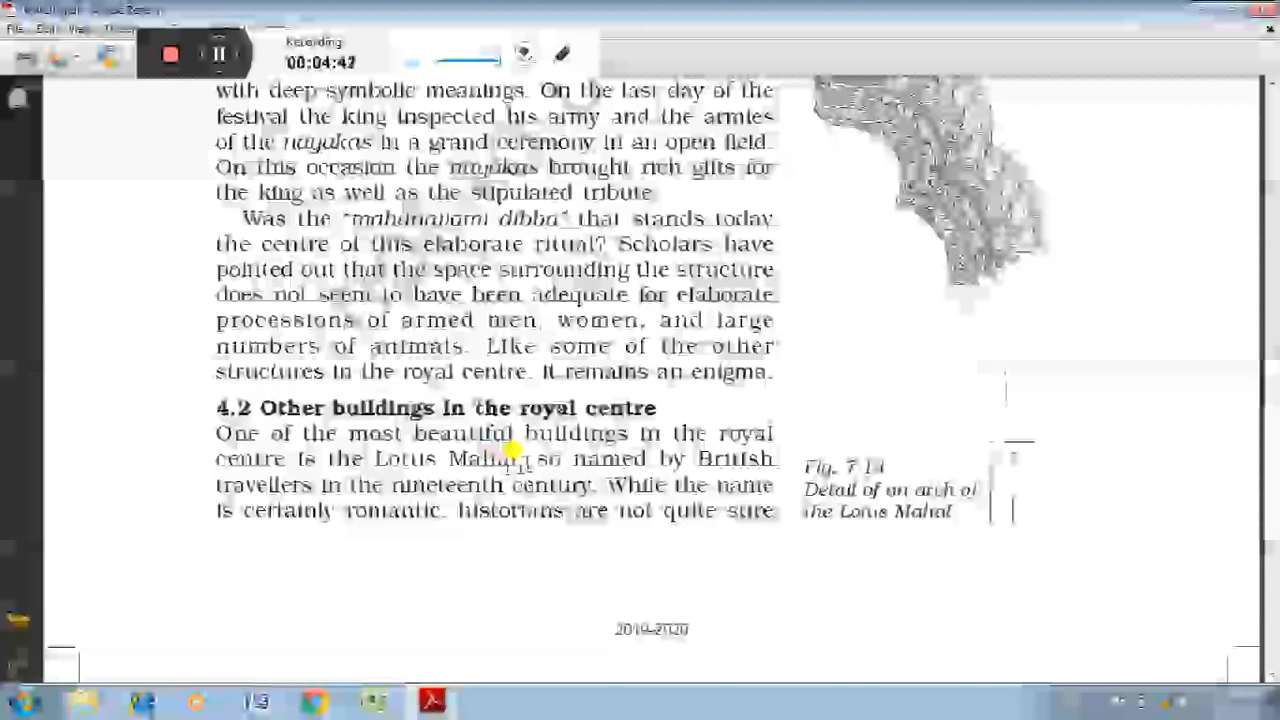 Recording
00:04:42
with deep symbolic meanings. On the last day of the
festival the king inspected his army and the armies
of the nayakas in a grand ceremony in an open field.
On this occasion the nayakas brought rich gifts for
the king as well as the stipulated tribute.
Was the "mahanavami dibba" that stands today
the centre of this elaborate ritual? Scholars have
pointed out that the space surrounding the structure
does not seem to have been adequate for elaborate
processions of armed men, women, and large
numbers of animals. Like some of the other
structures in the royal centre, it remains an enigma.
4.2 Other buildings in the royal centre
One of the most beautiful buildings in the royal
centre is the Lotus Mahal, so named by British
travellers in the nineteenth century. While the name
is certainly romantic, historians are not quite sure
Fig. 7.13
Detail of an arch of
the Lotus Mahal
2019-2020